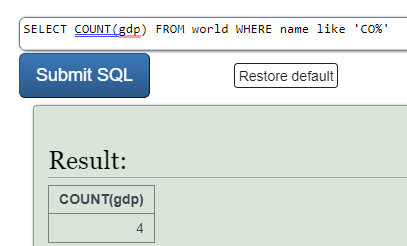 SELECT COUNT(gdp) FROM world WHERE name like 'CO%'
Submit SQL
Restore default
Result:
COUNT(gdp)
4